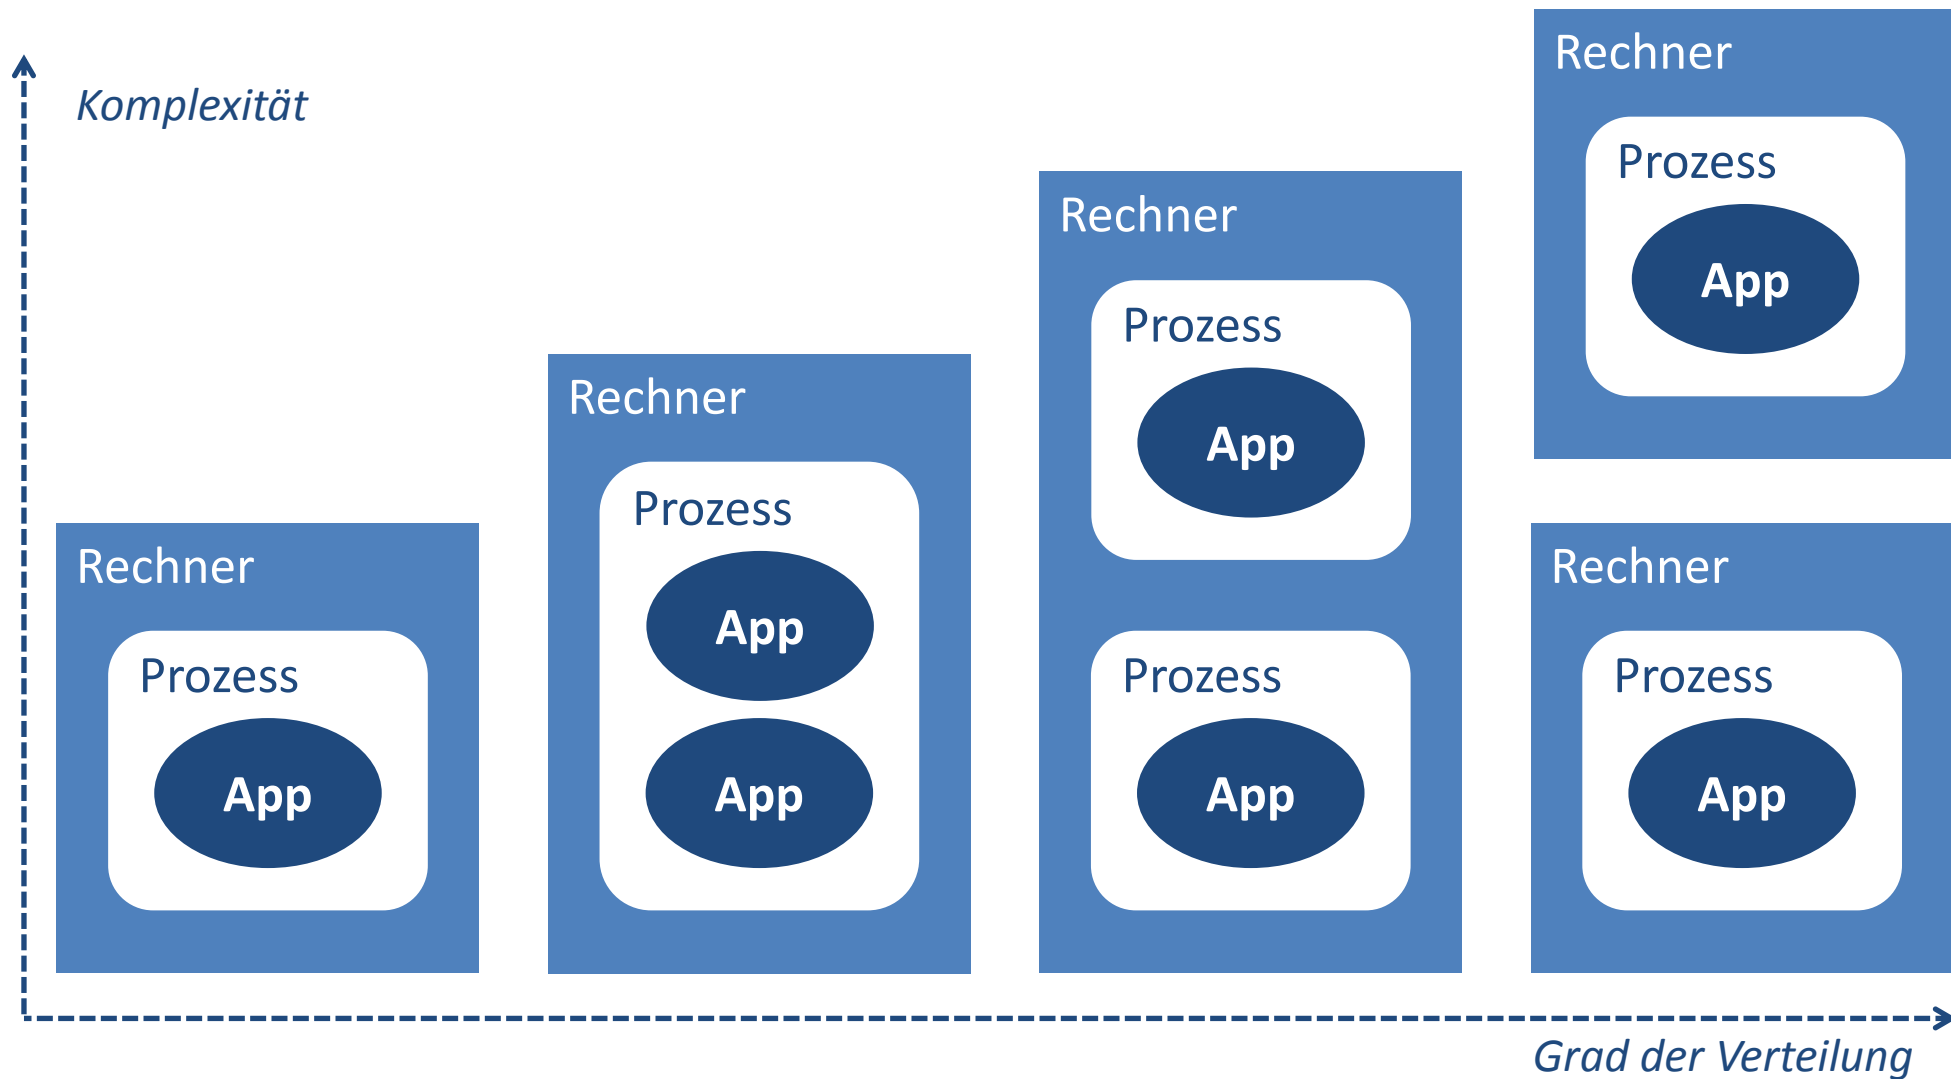 Komplexität
Rechner
Prozess
App
Rechner
Prozess
App
App
Rechner
Prozess
App
Prozess
App
Rechner
Prozess
App
Rechner
Prozess
App
Grad der Verteilung